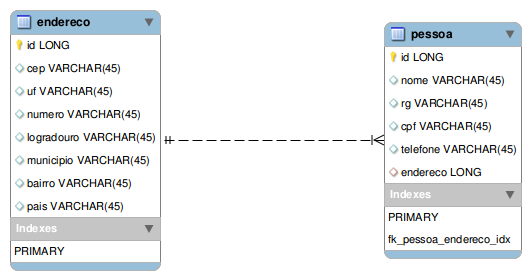 endereco
id LONG
cep VARCHAR(45)
uf VARCHAR(45)
numero VARCHAR(45)
logradouro VARCHAR(45)
municipio VARCHAR(45)
bairro VARCHAR(45)
pais VARCHAR(45)
Indexes
PRIMARY
pessoa
id LONG
nome VARCHAR(45)
rg VARCHAR(45)
cpf VARCHAR(45)
telefone VARCHAR(45)
endereco LONG
Indexes
PRIMARY
fk_pessoa_endereco_idx